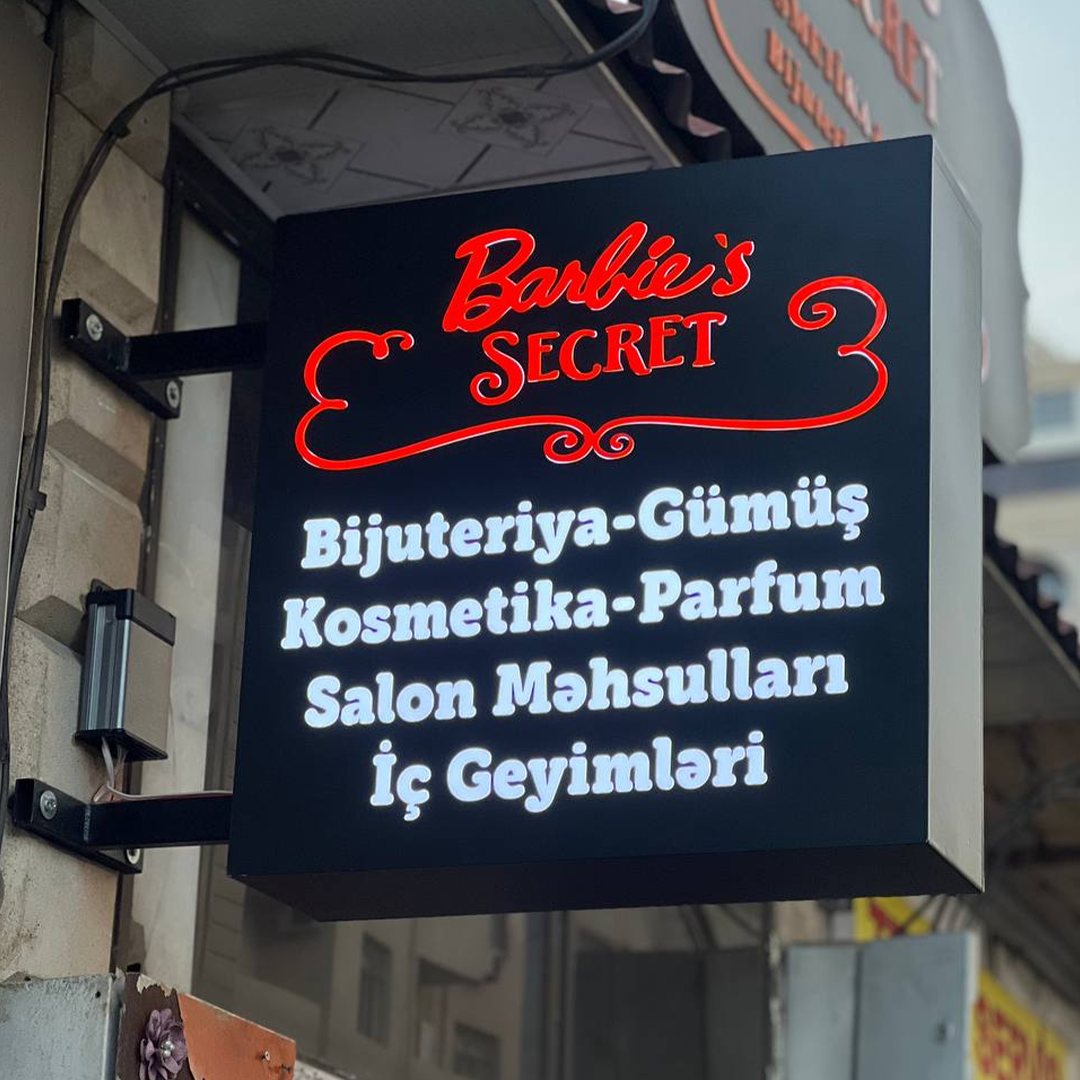 Barbie's
SECRET
Bijuteriya-Gümüş
Kosmetika-Parfum
Salon Məhsulları
İç Geyimləri